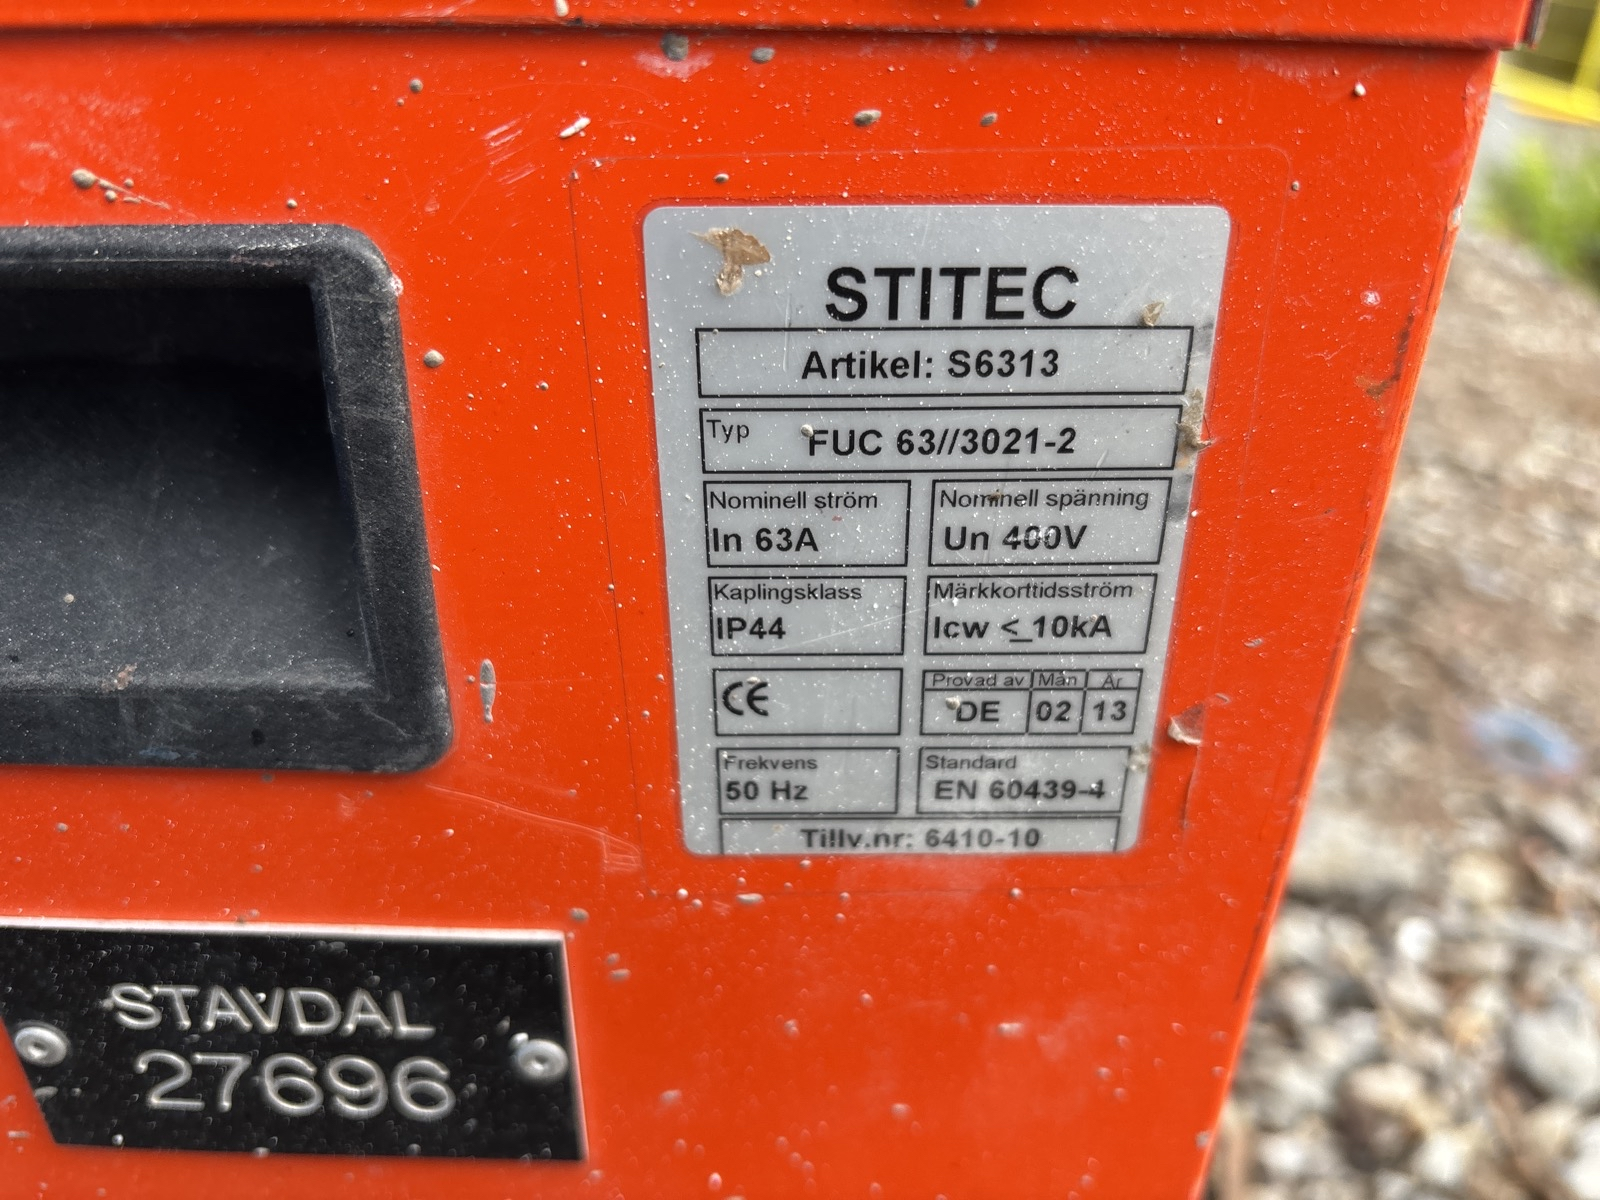 STITEC
Artikel: S6313
Typ FUC 63//3021-2
Nominell ström Nominell spänning
In 63A Un 400V
Kaplingsklass Märkkorttidsström
IP44 Icw <_10kA
CE Provad av Mån År
DE 02 13
Frekvens Standard
50 Hz EN 60439-4
Tillv.nr: 6410-10
STAVDAL
27696